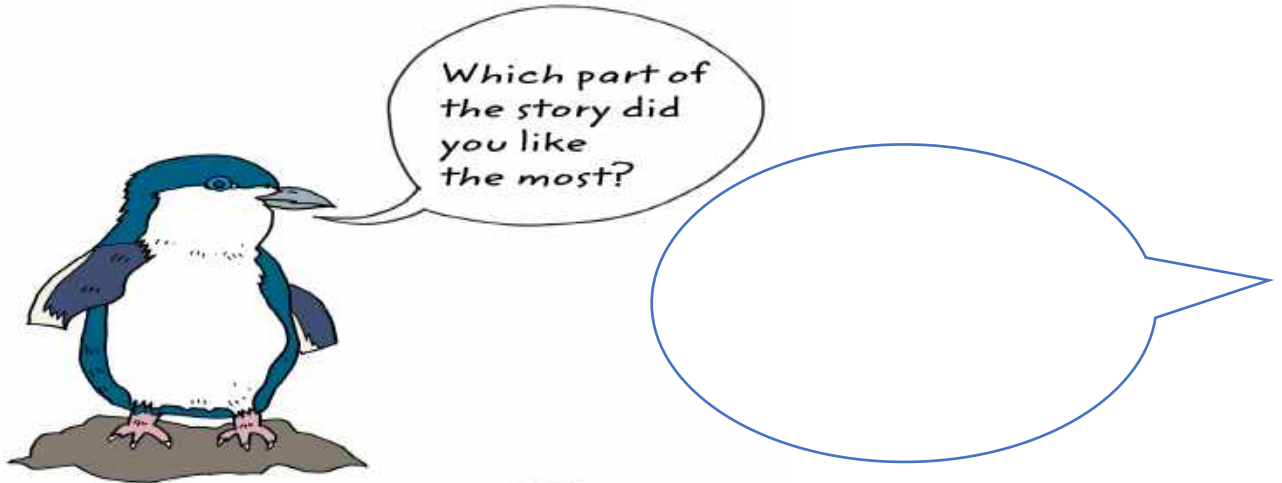 Which part of
the story did
you like
the most?